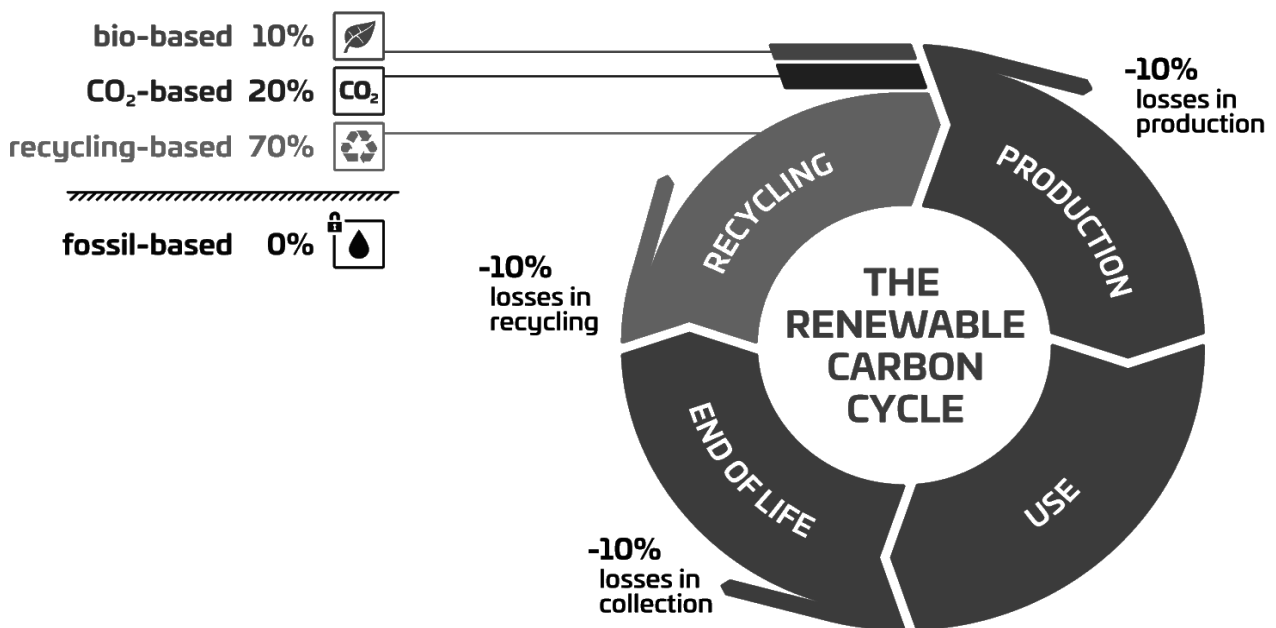 bio-based 10%
CO₂-based 20% CO₂
recycling-based 70%
fossil-based 0%
-10%
losses in
production
PRODUCTION
RECYCLING
-10%
losses in
recycling
THE
RENEWABLE
CARBON
CYCLE
END OF LIFE
USE
-10%
losses in
collection